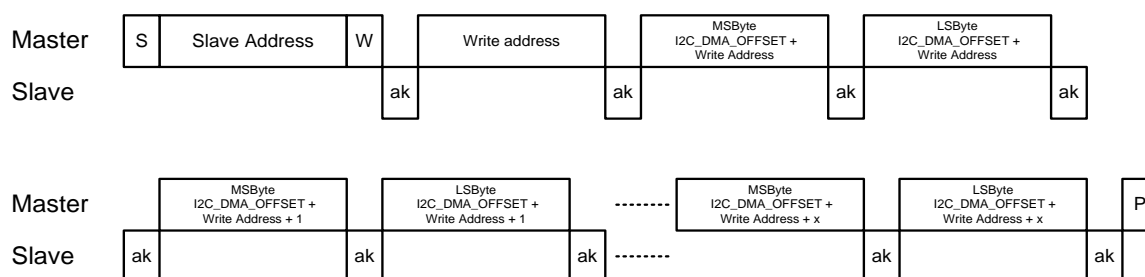 Master S Slave Address W Write address MSByte I2C_DMA_OFFSET + Write Address LSByte I2C_DMA_OFFSET + Write Address
Slave ak ak ak ak
Master MSByte I2C_DMA_OFFSET + Write Address + 1 LSByte I2C_DMA_OFFSET + Write Address + 1 MSByte I2C_DMA_OFFSET + Write Address + x LSByte I2C_DMA_OFFSET + Write Address + x P
Slave ak ak ak ak ak